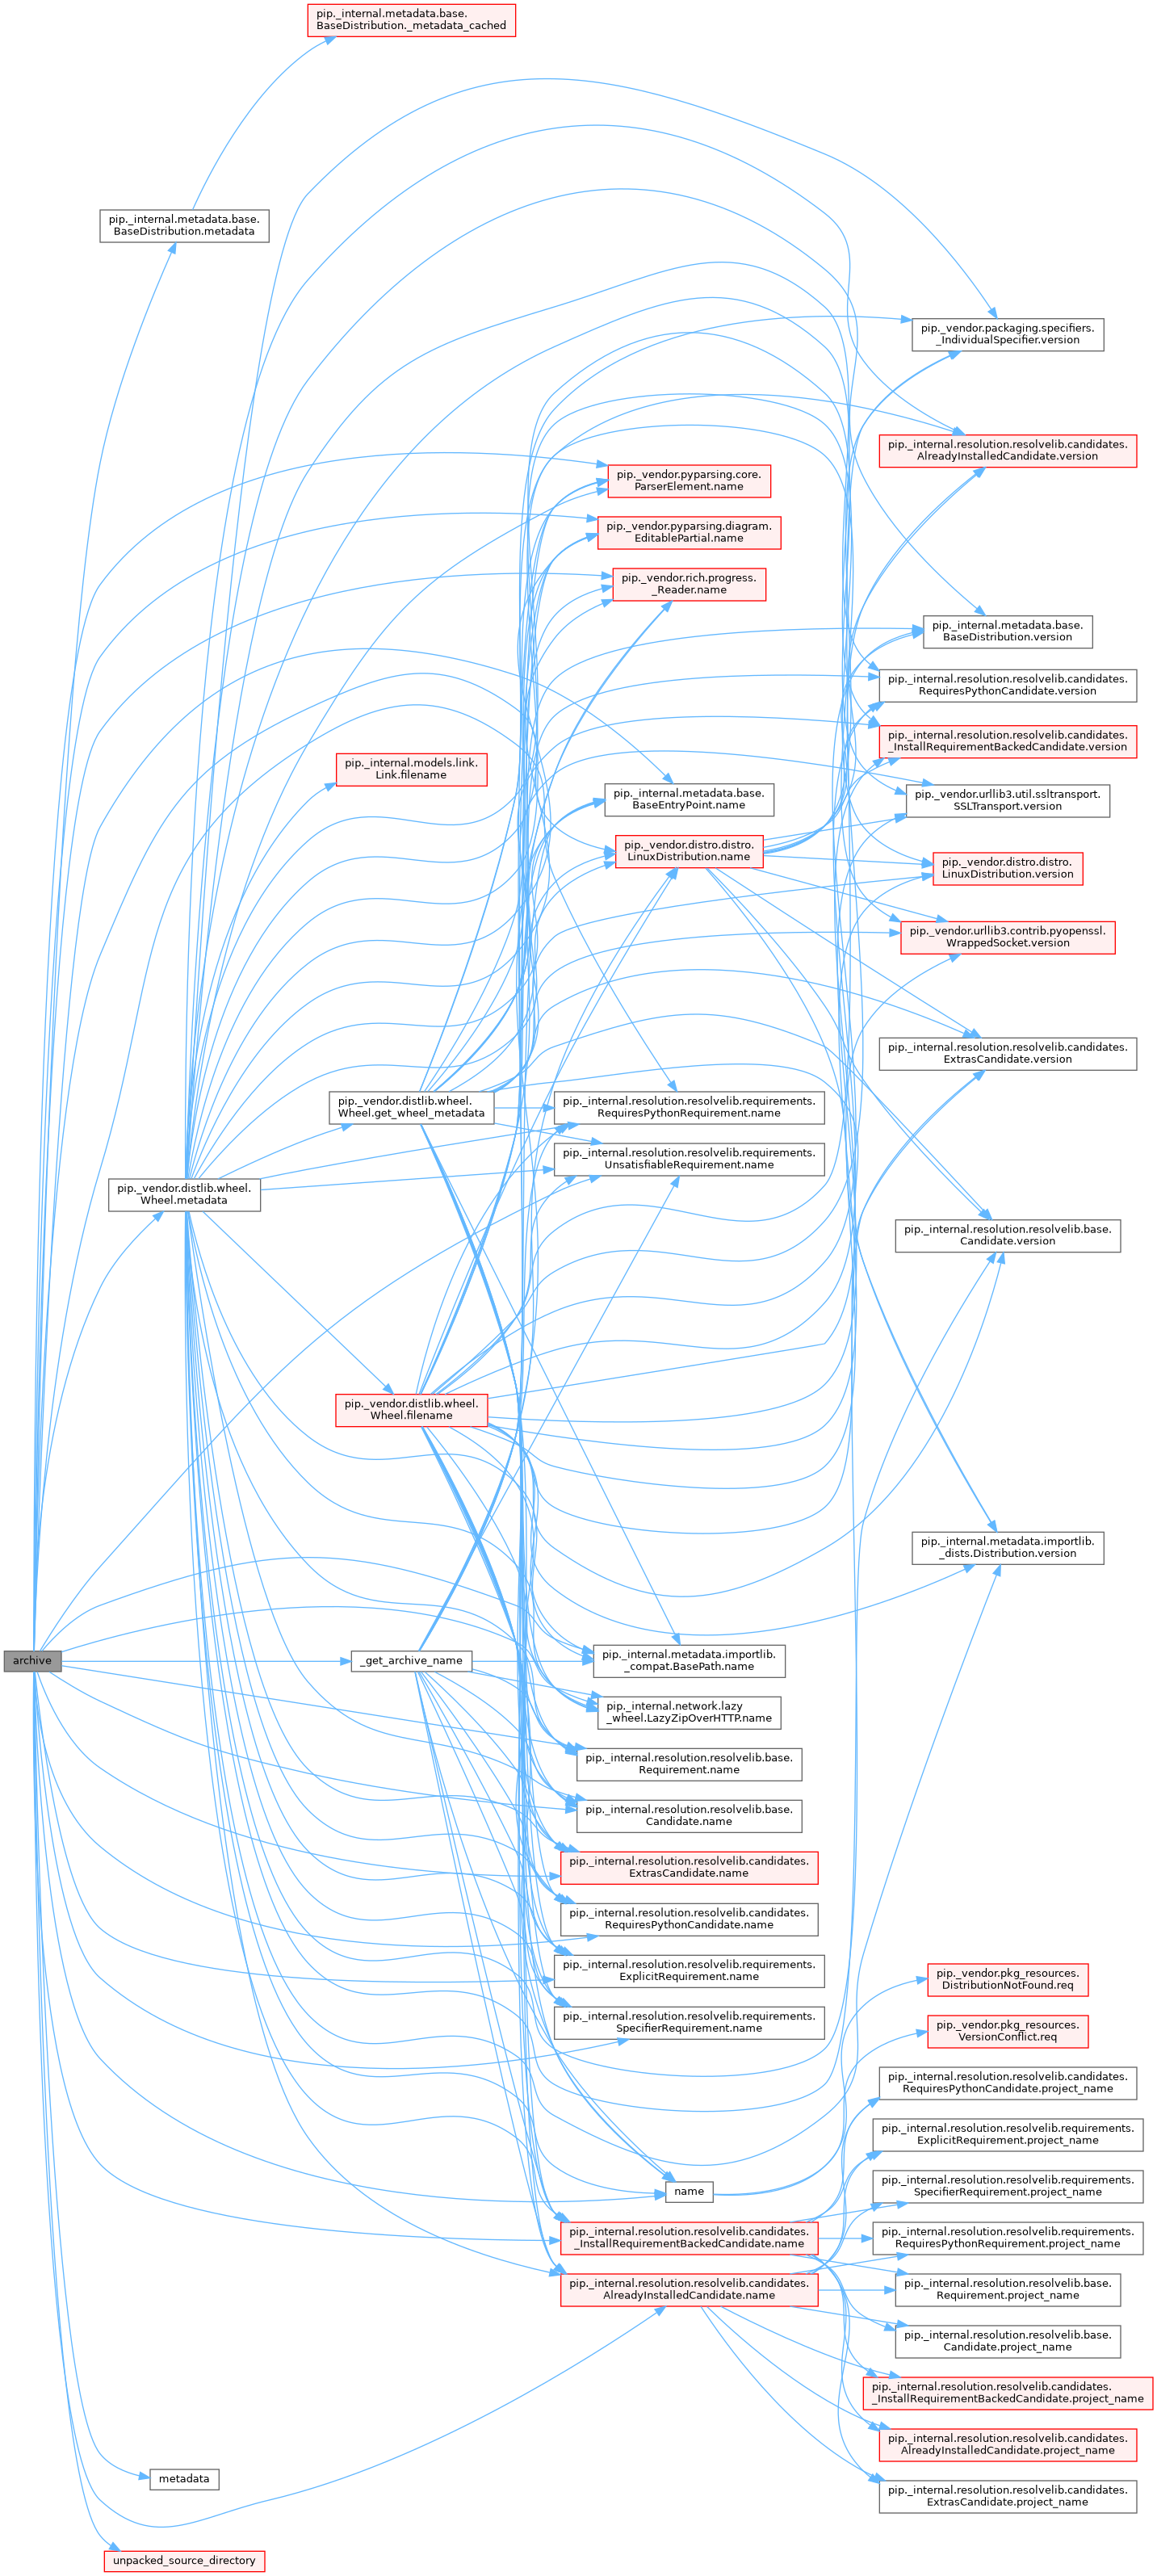 pip._internal.metadata.base.
BaseDistribution._metadata_cached
pip._internal.metadata.base.
BaseDistribution.metadata
pip._vendor.packaging.specifiers.
_IndividualSpecifier.version
pip._internal.resolution.resolvelib.candidates.
AlreadyInstalledCandidate.version
pip._vendor.pyparsing.core.
ParserElement.name
pip._vendor.pyparsing.diagram.
EditablePartial.name
pip._vendor.rich.progress.
_Reader.name
pip._internal.metadata.base.
BaseDistribution.version
pip._internal.resolution.resolvelib.candidates.
RequiresPythonCandidate.version
pip._internal.resolution.resolvelib.candidates.
_InstallRequirementBackedCandidate.version
pip._internal.models.link.
Link.filename
pip._internal.metadata.base.
BaseEntryPoint.name
pip._vendor.urllib3.util.ssltransport.
SSLTransport.version
pip._vendor.distro.distro.
LinuxDistribution.name
pip._vendor.distro.distro.
LinuxDistribution.version
pip._vendor.urllib3.contrib.pyopenssl.
WrappedSocket.version
pip._internal.resolution.resolvelib.candidates.
ExtrasCandidate.version
pip._vendor.distlib.wheel.
Wheel.get_wheel_metadata
pip._internal.resolution.resolvelib.requirements.
RequiresPythonRequirement.name
pip._internal.resolution.resolvelib.requirements.
UnsatisfiableRequirement.name
pip._vendor.distlib.wheel.
Wheel.metadata
pip._internal.resolution.resolvelib.base.
Candidate.version
pip._vendor.distlib.wheel.
Wheel.filename
pip._internal.metadata.importlib.
_dists.Distribution.version
archive
_get_archive_name
pip._internal.metadata.importlib.
_compat.BasePath.name
pip._internal.network.lazy
_wheel.LazyZipOverHTTP.name
pip._internal.resolution.resolvelib.base.
Requirement.name
pip._internal.resolution.resolvelib.base.
Candidate.name
pip._internal.resolution.resolvelib.candidates.
ExtrasCandidate.name
pip._internal.resolution.resolvelib.candidates.
RequiresPythonCandidate.name
pip._internal.resolution.resolvelib.requirements.
ExplicitRequirement.name
pip._internal.resolution.resolvelib.requirements.
SpecifierRequirement.name
pip._vendor.pkg_resources.
DistributionNotFound.req
pip._vendor.pkg_resources.
VersionConflict.req
pip._internal.resolution.resolvelib.candidates.
RequiresPythonCandidate.project_name
pip._internal.resolution.resolvelib.requirements.
ExplicitRequirement.project_name
name
pip._internal.resolution.resolvelib.requirements.
SpecifierRequirement.project_name
pip._internal.resolution.resolvelib.candidates.
_InstallRequirementBackedCandidate.name
pip._internal.resolution.resolvelib.requirements.
RequiresPythonRequirement.project_name
pip._internal.resolution.resolvelib.candidates.
AlreadyInstalledCandidate.name
pip._internal.resolution.resolvelib.base.
Requirement.project_name
pip._internal.resolution.resolvelib.base.
Candidate.project_name
pip._internal.resolution.resolvelib.candidates.
_InstallRequirementBackedCandidate.project_name
pip._internal.resolution.resolvelib.candidates.
AlreadyInstalledCandidate.project_name
metadata
pip._internal.resolution.resolvelib.candidates.
ExtrasCandidate.project_name
unpacked_source_directory